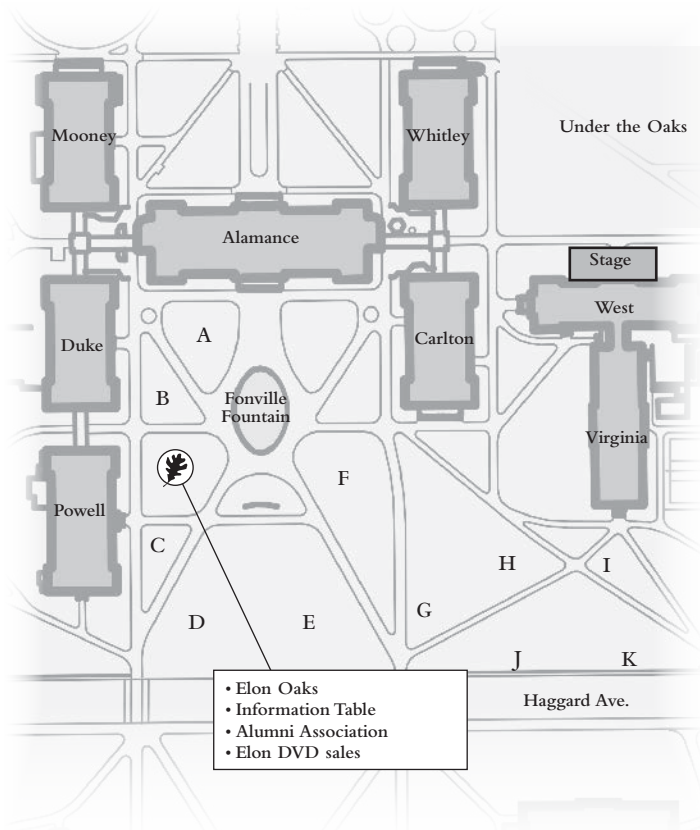 Mooney
Whitley
Under the Oaks
Alamance
Stage
West
Duke
A
Carlton
B
Fonville
Fountain
Virginia
F
Powell
C
H
I
G
D
E
J
K
• Elon Oaks
• Information Table
• Alumni Association
• Elon DVD sales
Haggard Ave.